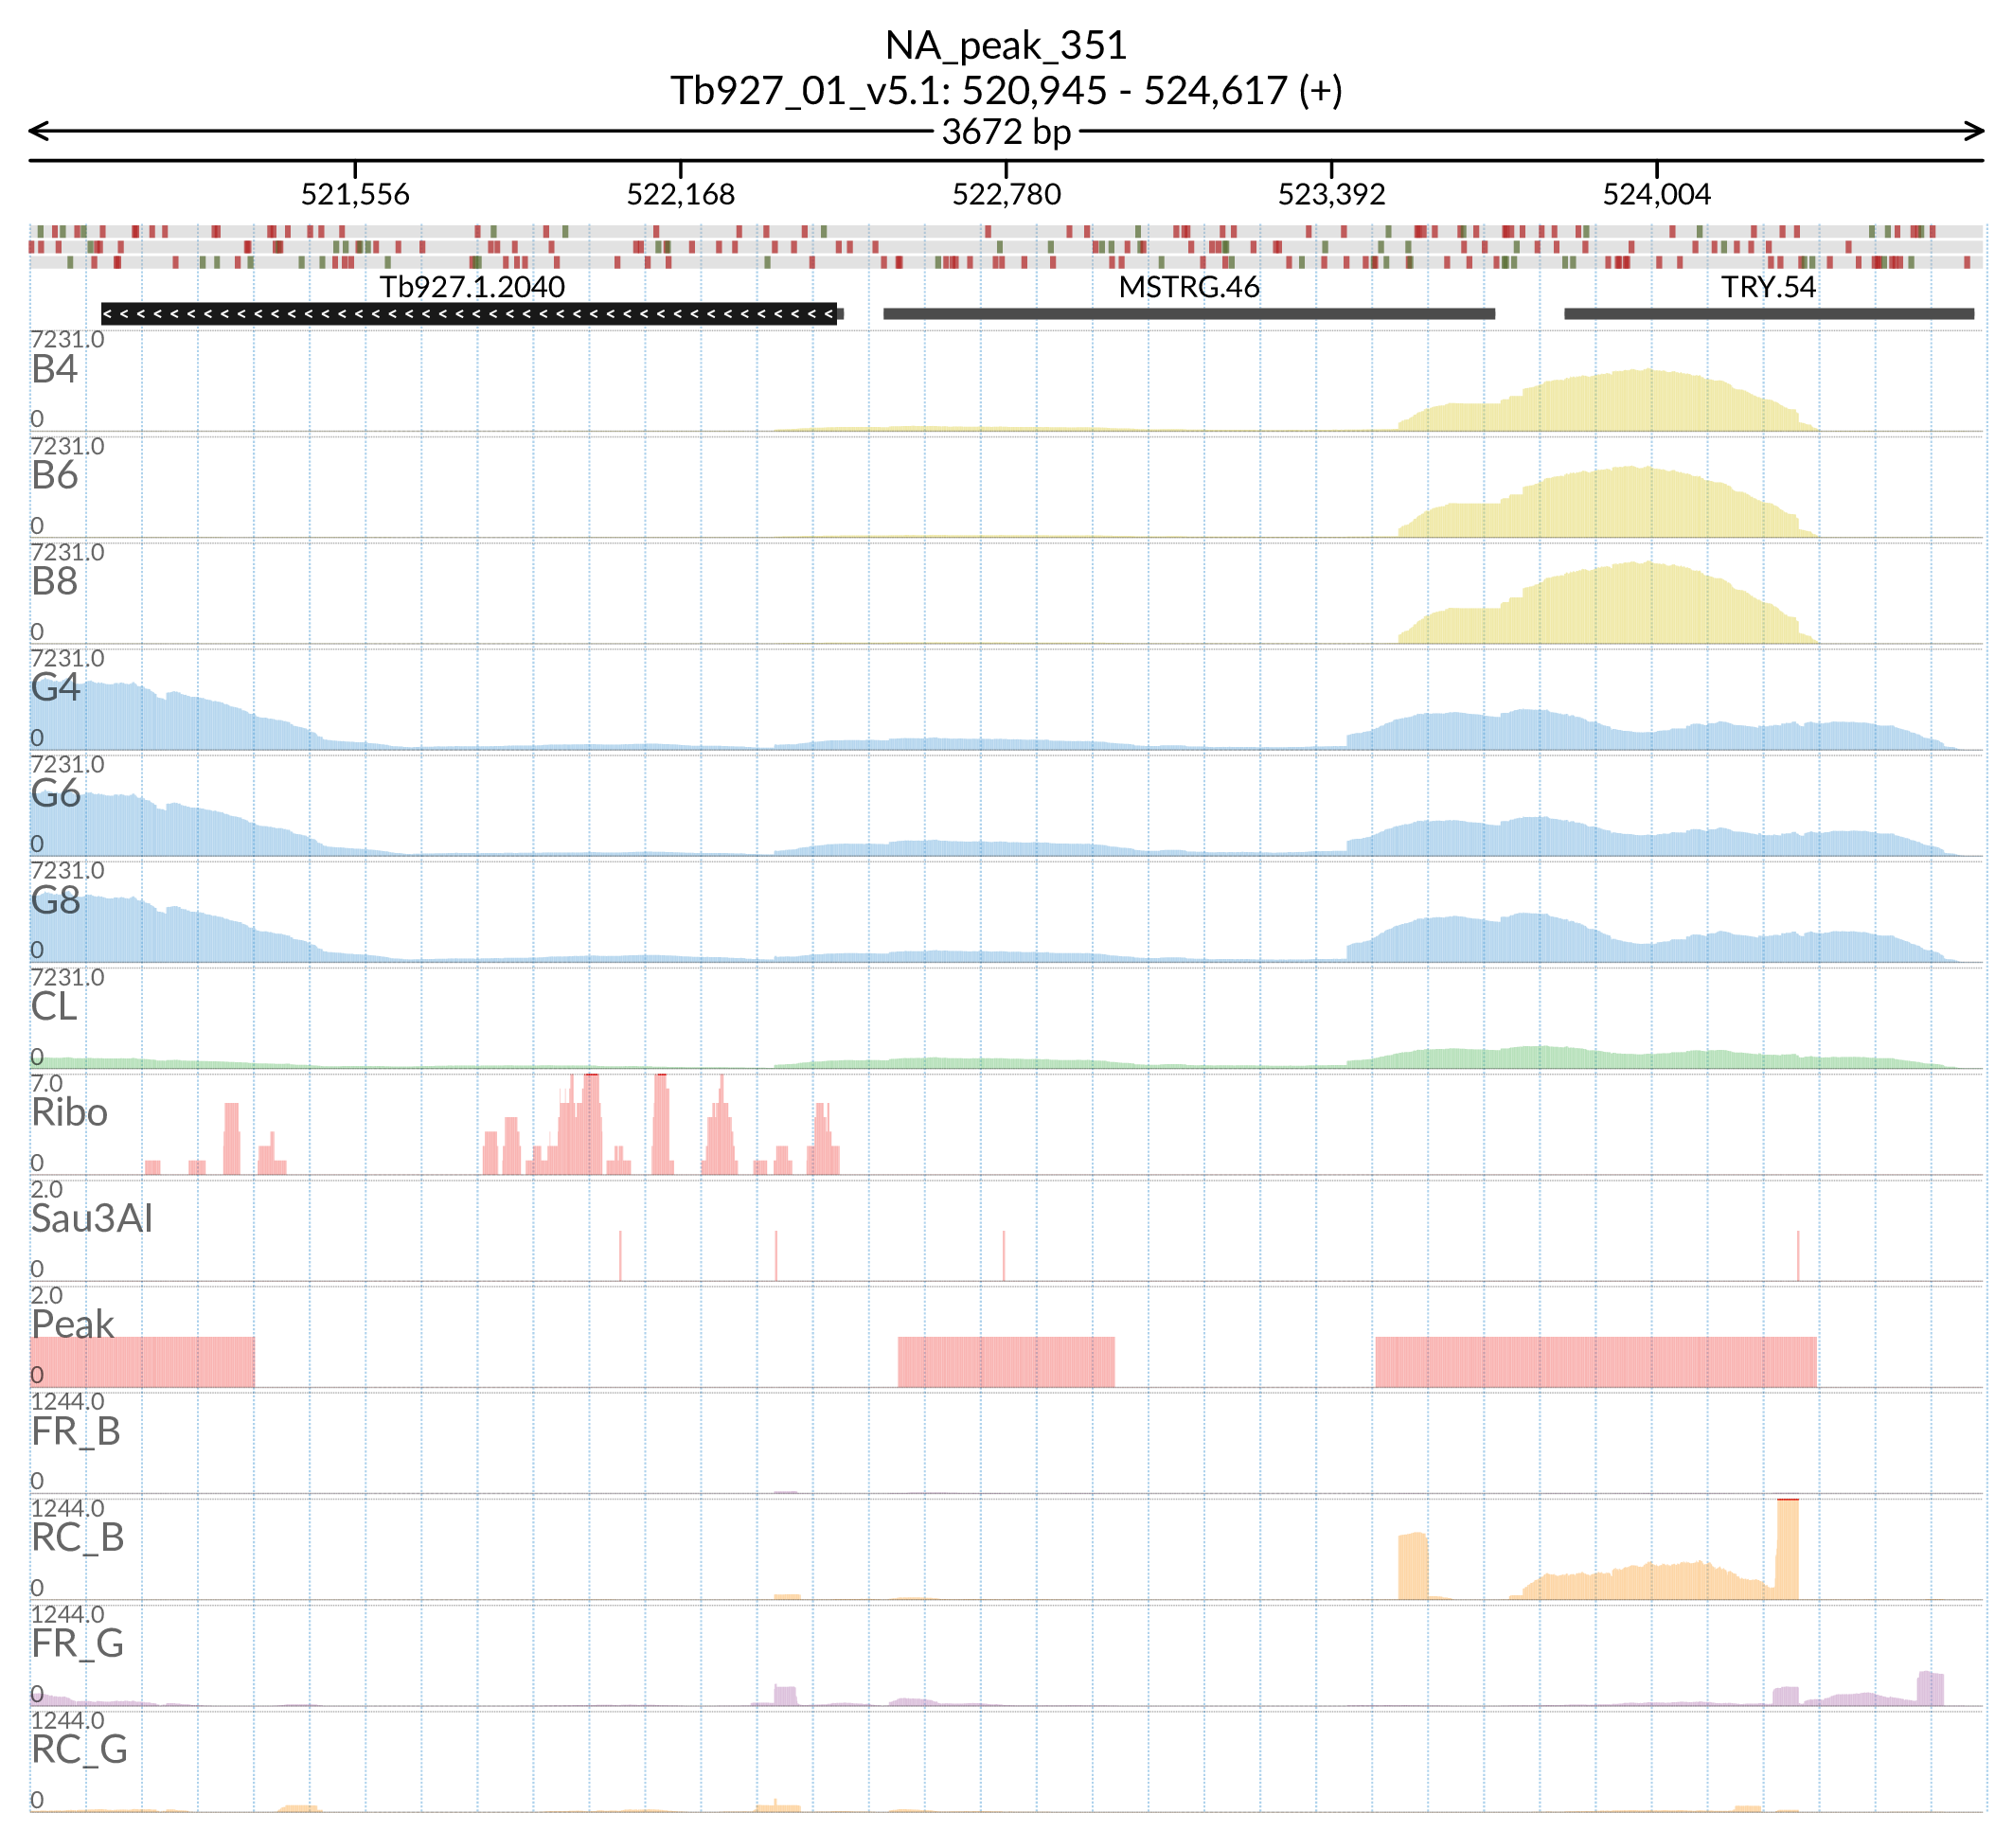 NA_peak_351
Tb927_01_v5.1: 520,945 - 524,617 (+)
3672 bp
521,556 522,168 522,780 523,392 524,004
Tb927.1.2040 MSTRG.46 TRY.54
7231.0
B4
0
7231.0
B6
0
7231.0
B8
0
7231.0
G4
0
7231.0
G6
0
7231.0
G8
0
7231.0
CL
0
7.0
Ribo
0
2.0
Sau3AI
0
2.0
Peak
0
1244.0
FR_B
0
1244.0
RC_B
0
1244.0
FR_G
0
1244.0
RC_G
0